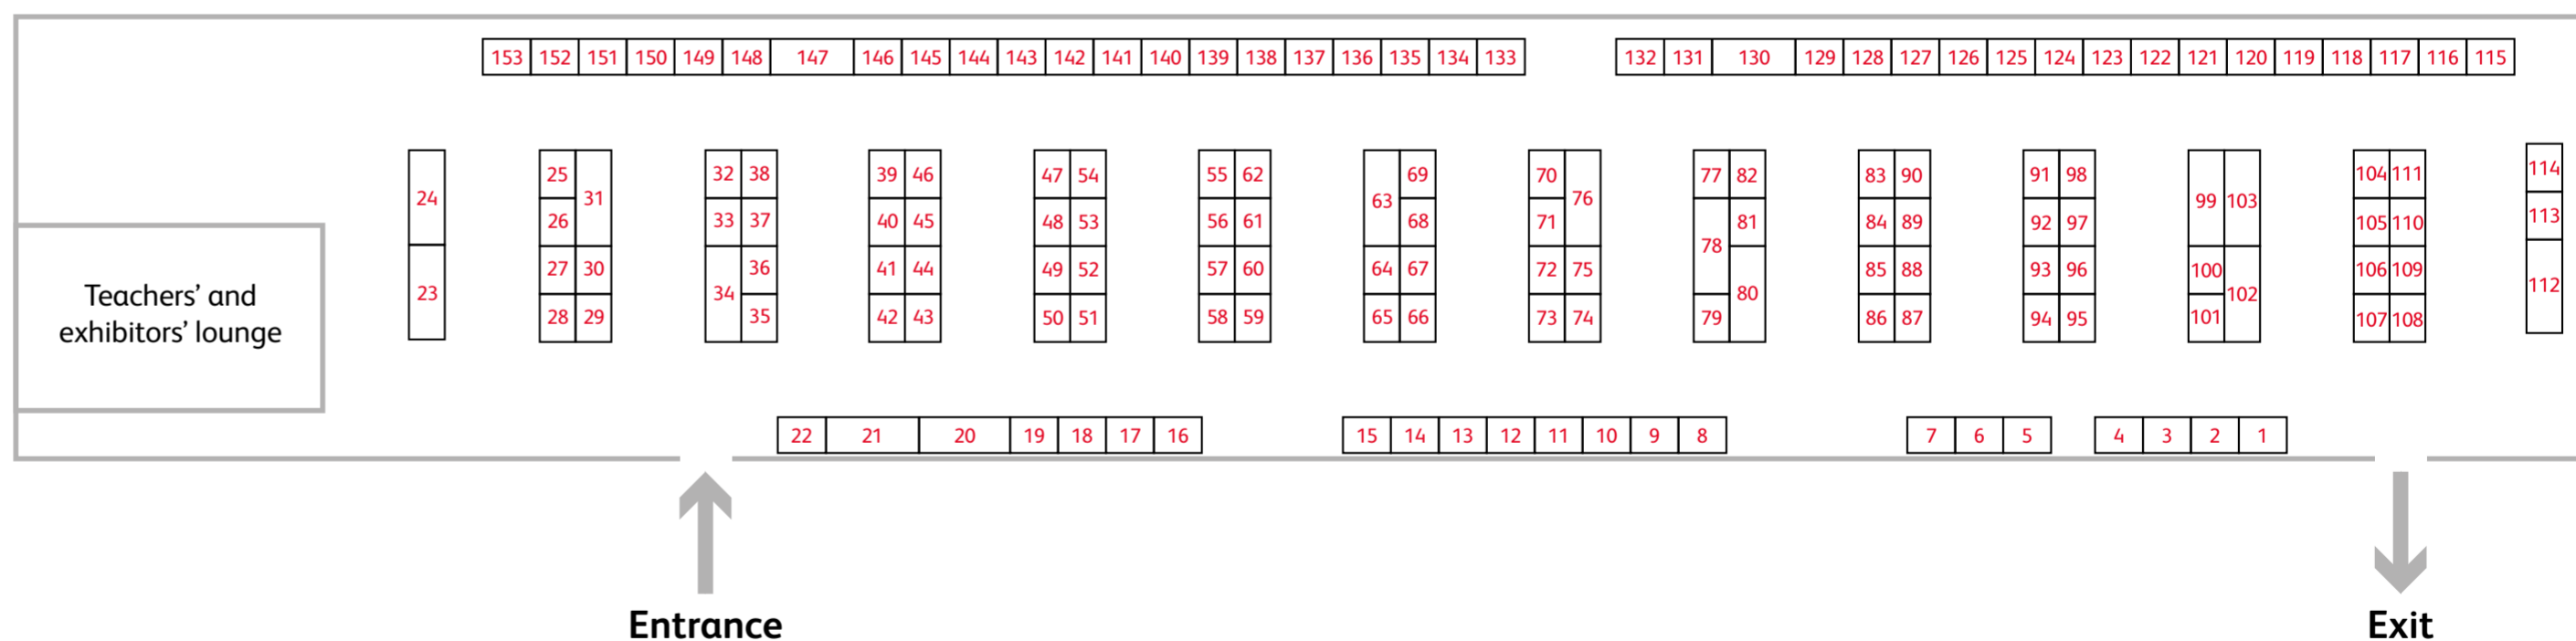 153 152 151 150 149 148 147 146 145 144 143 142 141 140 139 138 137 136 135 134 133 132 131 130 129 128 127 126 125 124 123 122 121 120 119 118 117 116 115
24 25 31 32 38 39 46 47 54 55 62 63 69 70 76 77 82 83 90 91 98 99 103 104 111 114
26 33 37 40 45 48 53 56 61 68 71 78 81 84 89 92 97 105 110 113
23 27 30 34 36 41 44 49 52 57 60 64 67 72 75 80 85 88 93 96 100 102 106 109 112
28 29 35 42 43 50 51 58 59 65 66 73 74 79 86 87 94 95 101 107 108
Teachers’ and
exhibitors’ lounge
22 21 20 19 18 17 16 15 14 13 12 11 10 9 8 7 6 5 4 3 2 1
Entrance
Exit